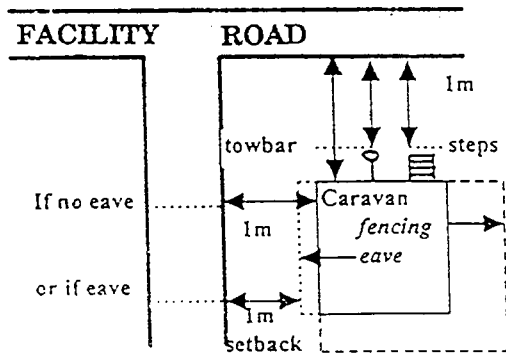 FACILITY ROAD
1m
towbar steps
If no eave Caravan
1m fencing
eave
or if eave
1m
setback